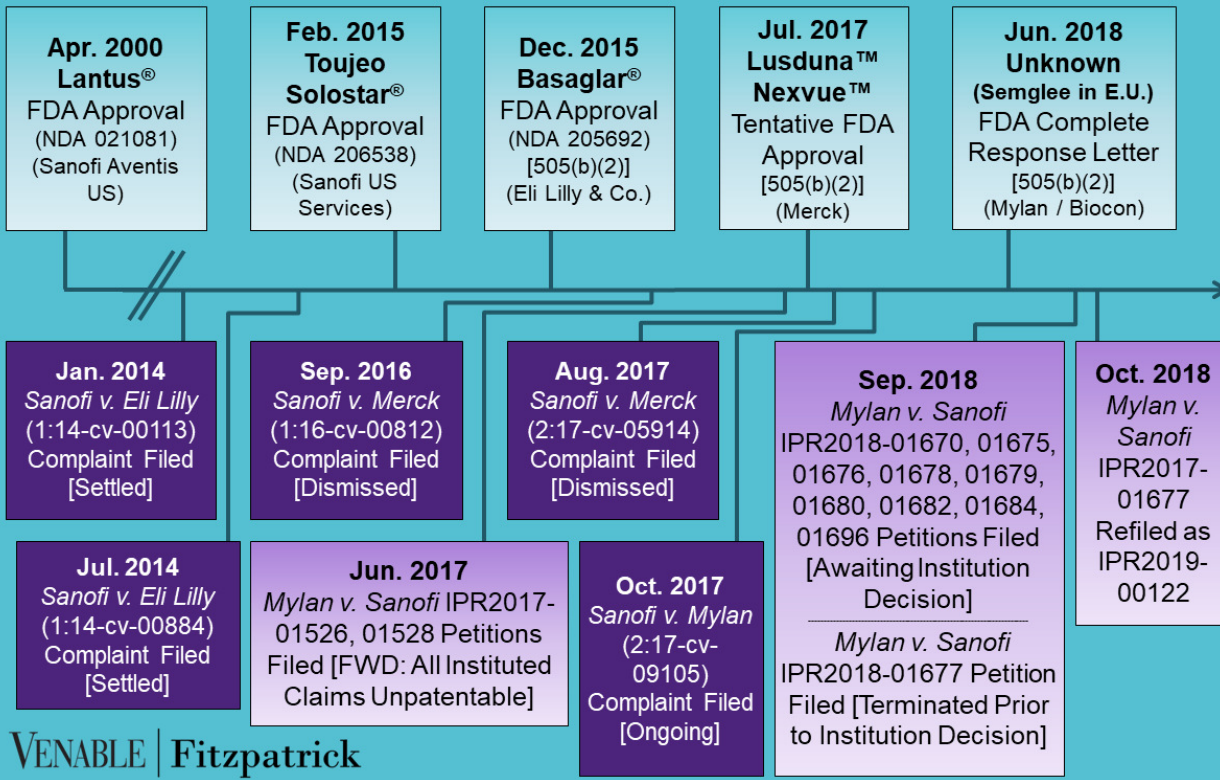 Apr. 2000
Lantus®
FDA Approval
(NDA 021081)
(Sanofi Aventis
US)
Feb. 2015
Toujeo
Solostar®
FDA Approval
(NDA 206538)
(Sanofi US
Services)
Dec. 2015
Basaglar®
FDA Approval
(NDA 205692)
[505(b)(2)]
(Eli Lilly & Co.)
Jul. 2017
Lusduna™
Nexvue™
Tentative FDA
Approval
[505(b)(2)]
(Merck)
Jun. 2018
Unknown
(Semglee in E.U.)
FDA Complete
Response Letter
[505(b)(2)]
(Mylan / Biocon)
Jan. 2014
Sanofi v. Eli Lilly
(1:14-cv-00113)
Complaint Filed
[Settled]
Sep. 2016
Sanofi v. Merck
(1:16-cv-00812)
Complaint Filed
[Dismissed]
Aug. 2017
Sanofi v. Merck
(2:17-cv-05914)
Complaint Filed
[Dismissed]
Sep. 2018
Mylan v. Sanofi
IPR2018-01670, 01675,
01676, 01678, 01679,
01680, 01682, 01684,
01696 Petitions Filed
[Awaiting Institution
Decision]
Mylan v. Sanofi
IPR2018-01677 Petition
Filed [Terminated Prior
to Institution Decision]
Oct. 2018
Mylan v.
Sanofi
IPR2017-
01677
Refiled as
IPR2019-
00122
Jul. 2014
Sanofi v. Eli Lilly
(1:14-cv-00884)
Complaint Filed
[Settled]
Jun. 2017
Mylan v. Sanofi IPR2017-
01526, 01528 Petitions
Filed [FWD: All Instituted
Claims Unpatentable]
Oct. 2017
Sanofi v. Mylan
(2:17-cv-
09105)
Complaint Filed
[Ongoing]
VENABLE | Fitzpatrick